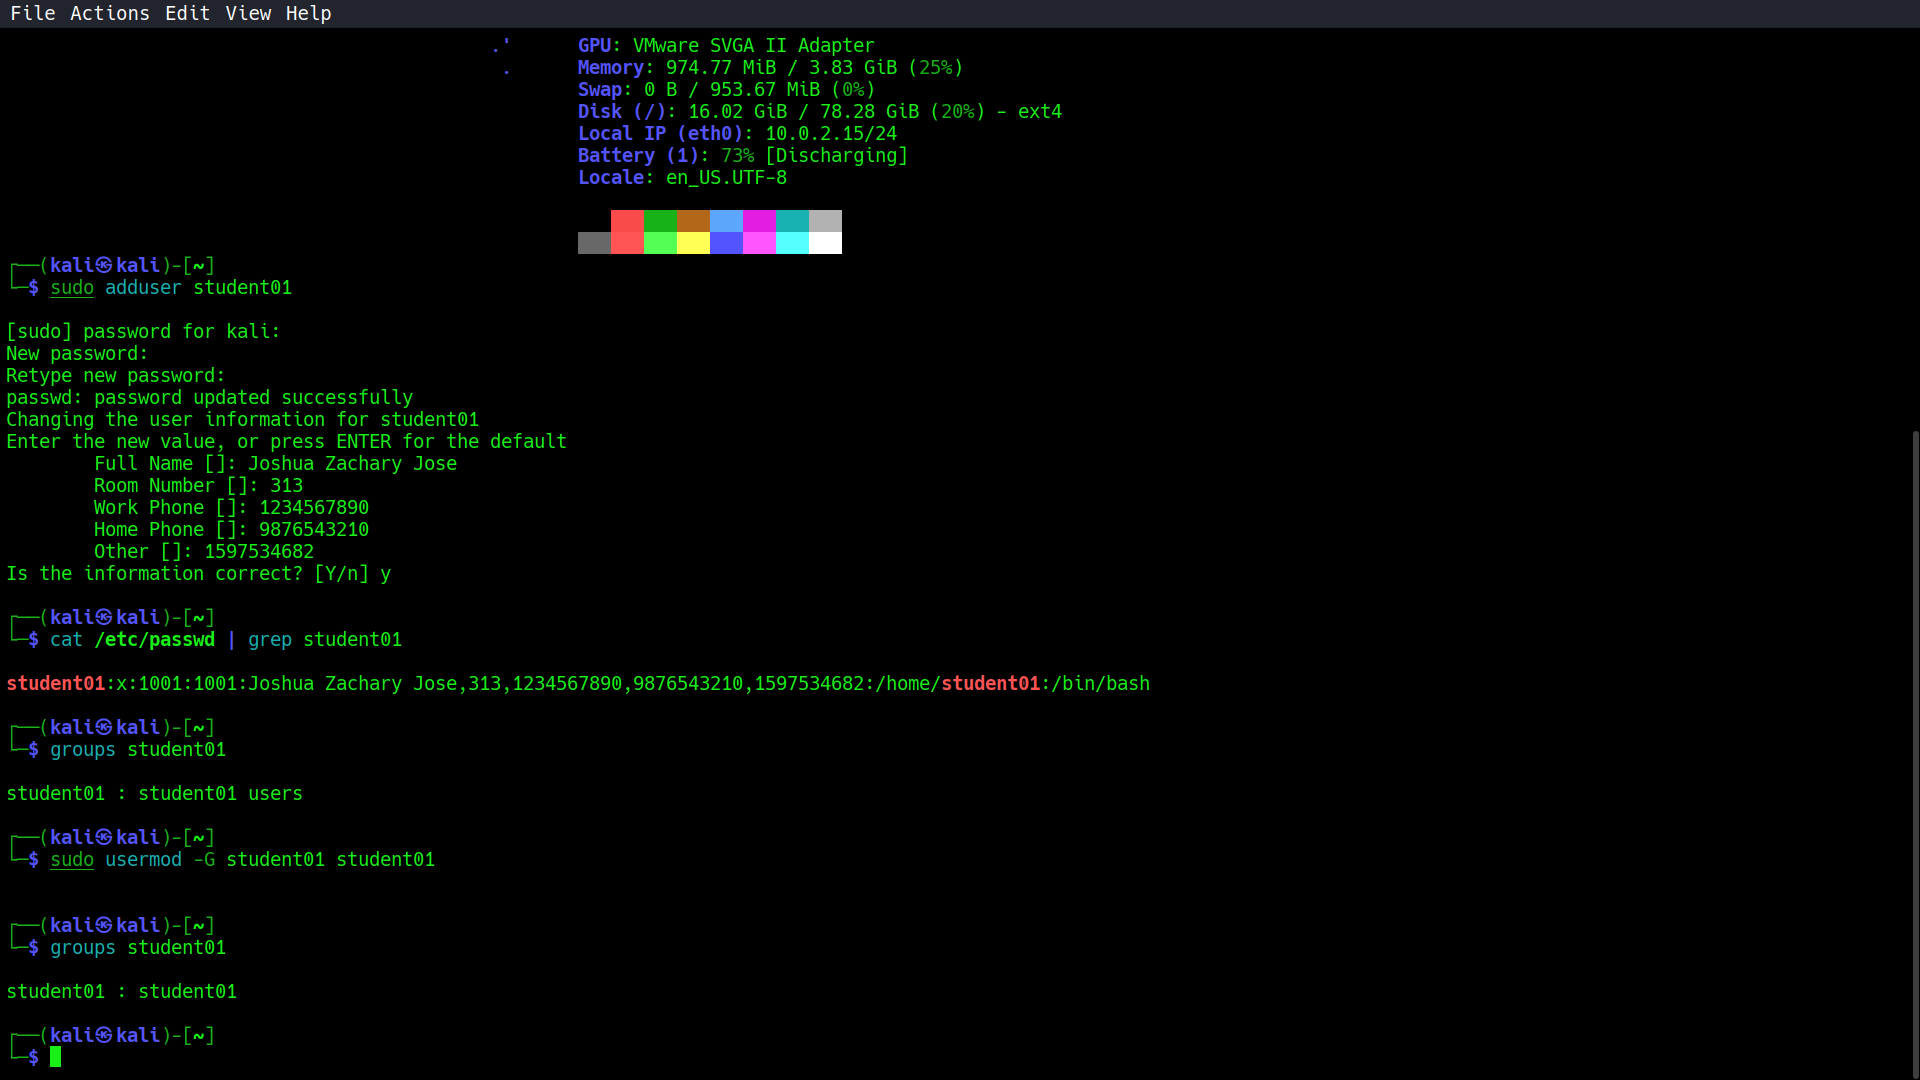 File Actions Edit View Help
.' GPU: VMware SVGA II Adapter
. Memory: 974.77 MiB / 3.83 GiB (25%)
Swap: 0 B / 953.67 MiB (0%)
Disk (/): 16.02 GiB / 78.28 GiB (20%) - ext4
Local IP (eth0): 10.0.2.15/24
Battery (1): 73% [Discharging]
Locale: en_US.UTF-8
┌──(kali㉿kali)-[~]
└─$ sudo adduser student01
[sudo] password for kali:
New password:
Retype new password:
passwd: password updated successfully
Changing the user information for student01
Enter the new value, or press ENTER for the default
Full Name []: Joshua Zachary Jose
Room Number []: 313
Work Phone []: 1234567890
Home Phone []: 9876543210
Other []: 1597534682
Is the information correct? [Y/n] y
┌──(kali㉿kali)-[~]
└─$ cat /etc/passwd | grep student01
student01:x:1001:1001:Joshua Zachary Jose,313,1234567890,9876543210,1597534682:/home/student01:/bin/bash
┌──(kali㉿kali)-[~]
└─$ groups student01
student01 : student01 users
┌──(kali㉿kali)-[~]
└─$ sudo usermod -G student01 student01
┌──(kali㉿kali)-[~]
└─$ groups student01
student01 : student01
┌──(kali㉿kali)-[~]
└─$